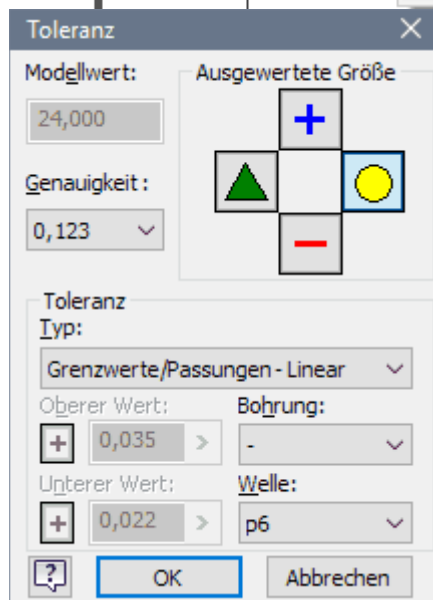 Toleranz
Modellwert:
Ausgewertete Größe
24,000
+
Genauigkeit:
0,123
−
Toleranz
Typ:
Grenzwerte/Passungen - Linear
Oberer Wert:
Bohrung:
+
0,035
>
-
Unterer Wert:
Welle:
+
0,022
>
p6
?
OK
Abbrechen